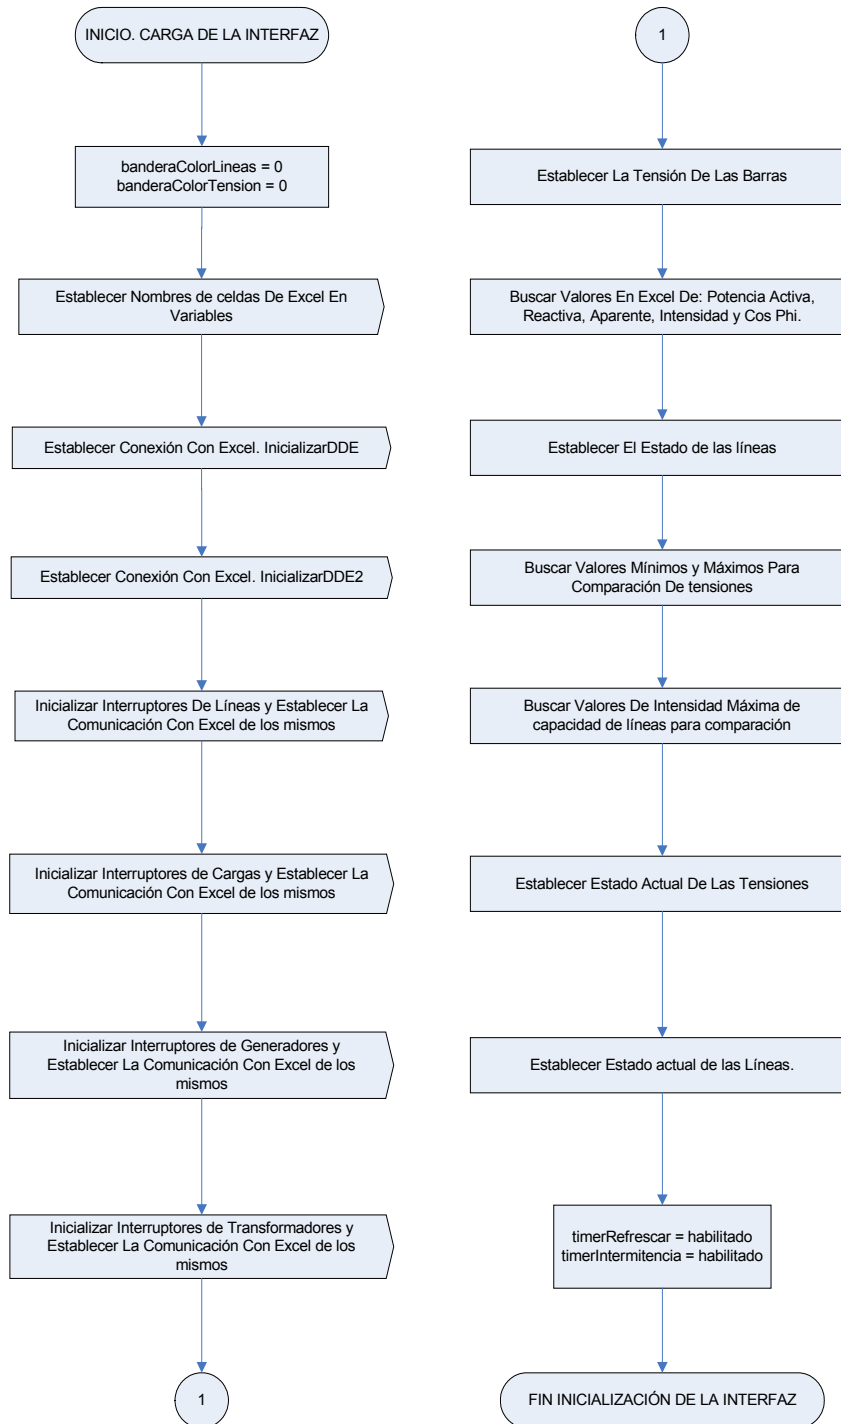 INICIO. CARGA DE LA INTERFAZ
banderaColorLineas = 0
banderaColorTension = 0
Establecer Nombres de celdas De Excel En
Variables
Establecer Conexión Con Excel. InicializarDDE
Establecer Conexión Con Excel. InicializarDDE2
Inicializar Interruptores De Líneas y Establecer La
Comunicación Con Excel de los mismos
Inicializar Interruptores de Cargas y Establecer La
Comunicación Con Excel de los mismos
Inicializar Interruptores de Generadores y
Establecer La Comunicación Con Excel de los
mismos
Inicializar Interruptores de Transformadores y
Establecer La Comunicación Con Excel de los
mismos
1
1
Establecer La Tensión De Las Barras
Buscar Valores En Excel De: Potencia Activa,
Reactiva, Aparente, Intensidad y Cos Phi.
Establecer El Estado de las líneas
Buscar Valores Mínimos y Máximos Para
Comparación De tensiones
Buscar Valores De Intensidad Máxima de
capacidad de líneas para comparación
Establecer Estado Actual De Las Tensiones
Establecer Estado actual de las Líneas.
timerRefrescar = habilitado
timerIntermitencia = habilitado
FIN INICIALIZACIÓN DE LA INTERFAZ